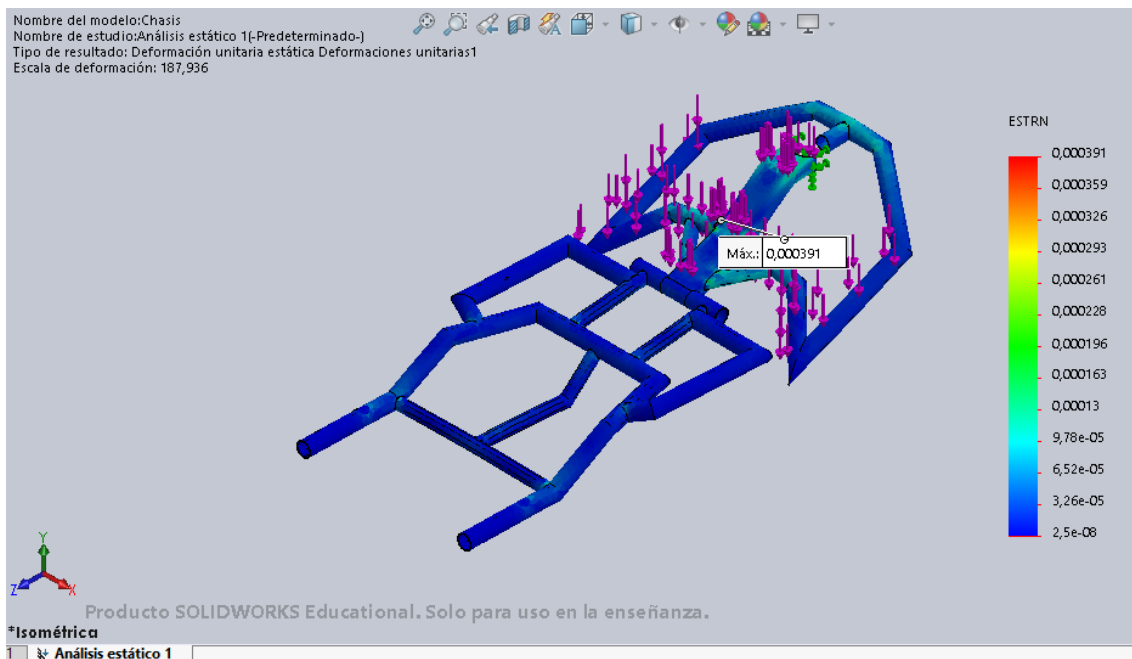 Nombre del modelo:Chasis
Nombre de estudio:Análisis estático 1(-Predeterminado-)
Tipo de resultado: Deformación unitaria estática Deformaciones unitarias1
Escala de deformación: 187,936
ESTRN
0,000391
0,000359
0,000326
0,000293
0,000261
0,000228
0,000196
0,000163
0,00013
9,78e-05
6,52e-05
3,26e-05
2,5e-08
Máx.: 0,000391
Y
Z
X
Producto SOLIDWORKS Educational. Solo para uso en la enseñanza.
*Isométrica
1
Análisis estático 1